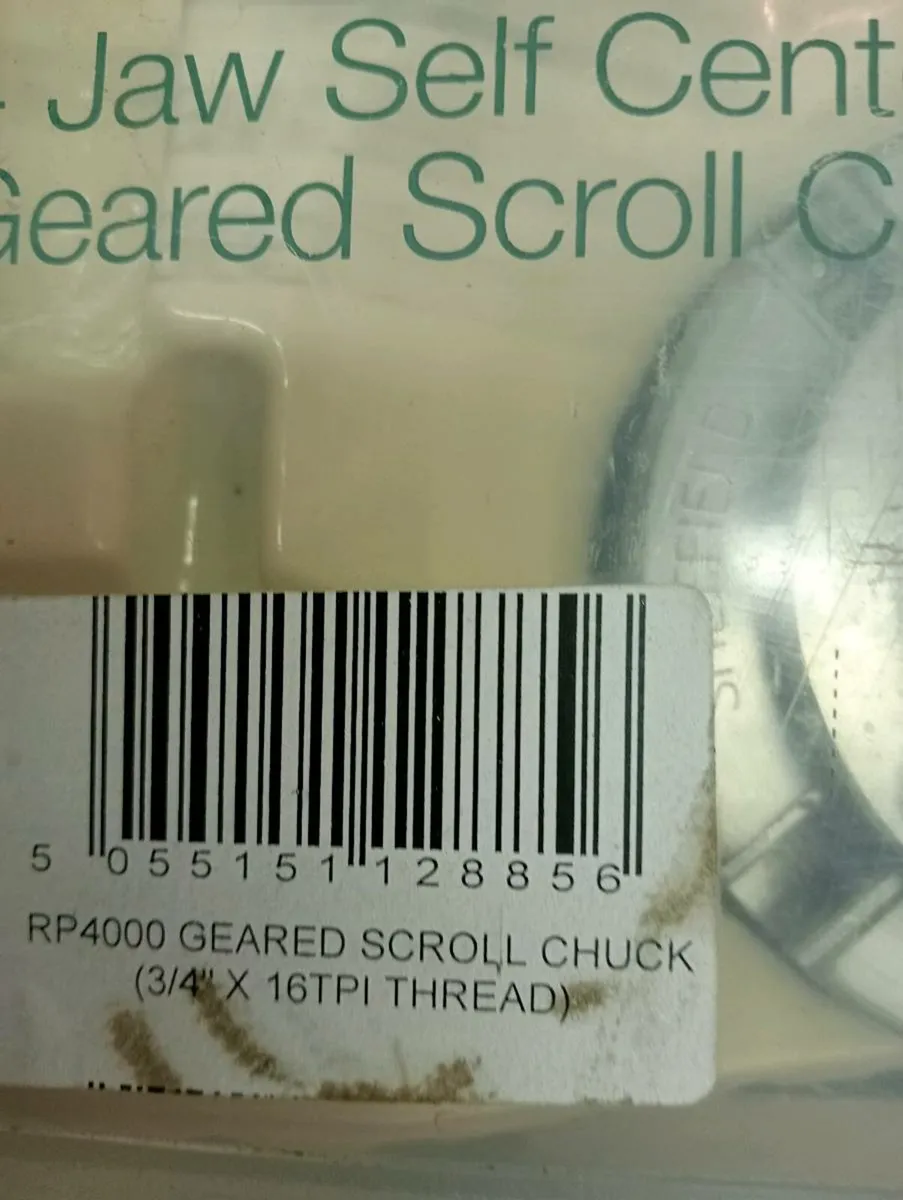 Jaw Self Cent
Geared Scroll C
5 055151 128856
RP4000 GEARED SCROLL CHUCK
(3/4" X 16TPI THREAD)